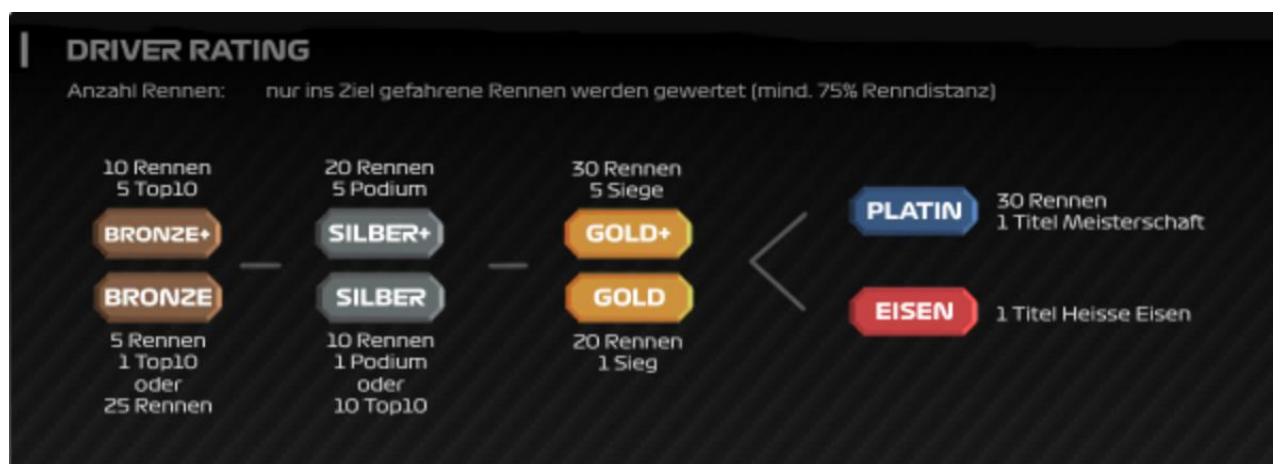 DRIVER RATING
Anzahl Rennen: nur ins Ziel gefahrene Rennen werden gewertet (mind. 75% Renndistanz)
10 Rennen
5 Top10
BRONZE+
BRONZE
5 Rennen
1 Top10
oder
25 Rennen
20 Rennen
5 Podium
SILBER+
SILBER
10 Rennen
1 Podium
oder
10 Top10
30 Rennen
5 Siege
GOLD+
GOLD
20 Rennen
1 Sieg
PLATIN
30 Rennen
1 Titel Meisterschaft
EISEN
1 Titel Heisse Eisen